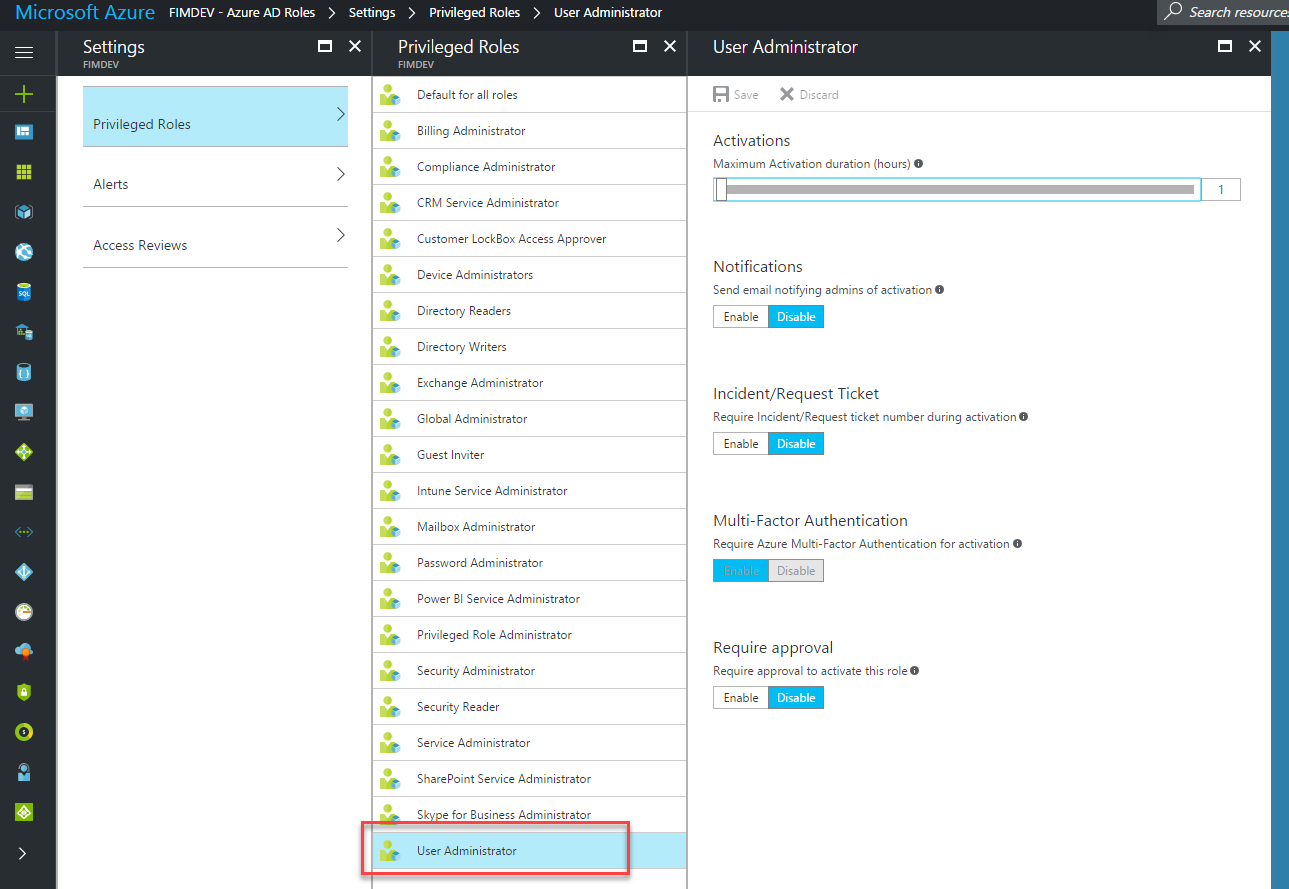 Microsoft Azure FIMDEV - Azure AD Roles > Settings > Privileged Roles > User Administrator
Search resources
Settings
FIMDEV
Privileged Roles
Alerts
Access Reviews
Privileged Roles
FIMDEV
Default for all roles
Billing Administrator
Compliance Administrator
CRM Service Administrator
Customer LockBox Access Approver
Device Administrators
Directory Readers
Directory Writers
Exchange Administrator
Global Administrator
Guest Inviter
Intune Service Administrator
Mailbox Administrator
Password Administrator
Power BI Service Administrator
Privileged Role Administrator
Security Administrator
Security Reader
Service Administrator
SharePoint Service Administrator
Skype for Business Administrator
User Administrator
User Administrator
Save Discard
Activations
Maximum Activation duration (hours)
1
Notifications
Send email notifying admins of activation
Enable Disable
Incident/Request Ticket
Require Incident/Request ticket number during activation
Enable Disable
Multi-Factor Authentication
Require Azure Multi-Factor Authentication for activation
Enable Disable
Require approval
Require approval to activate this role
Enable Disable
SQL